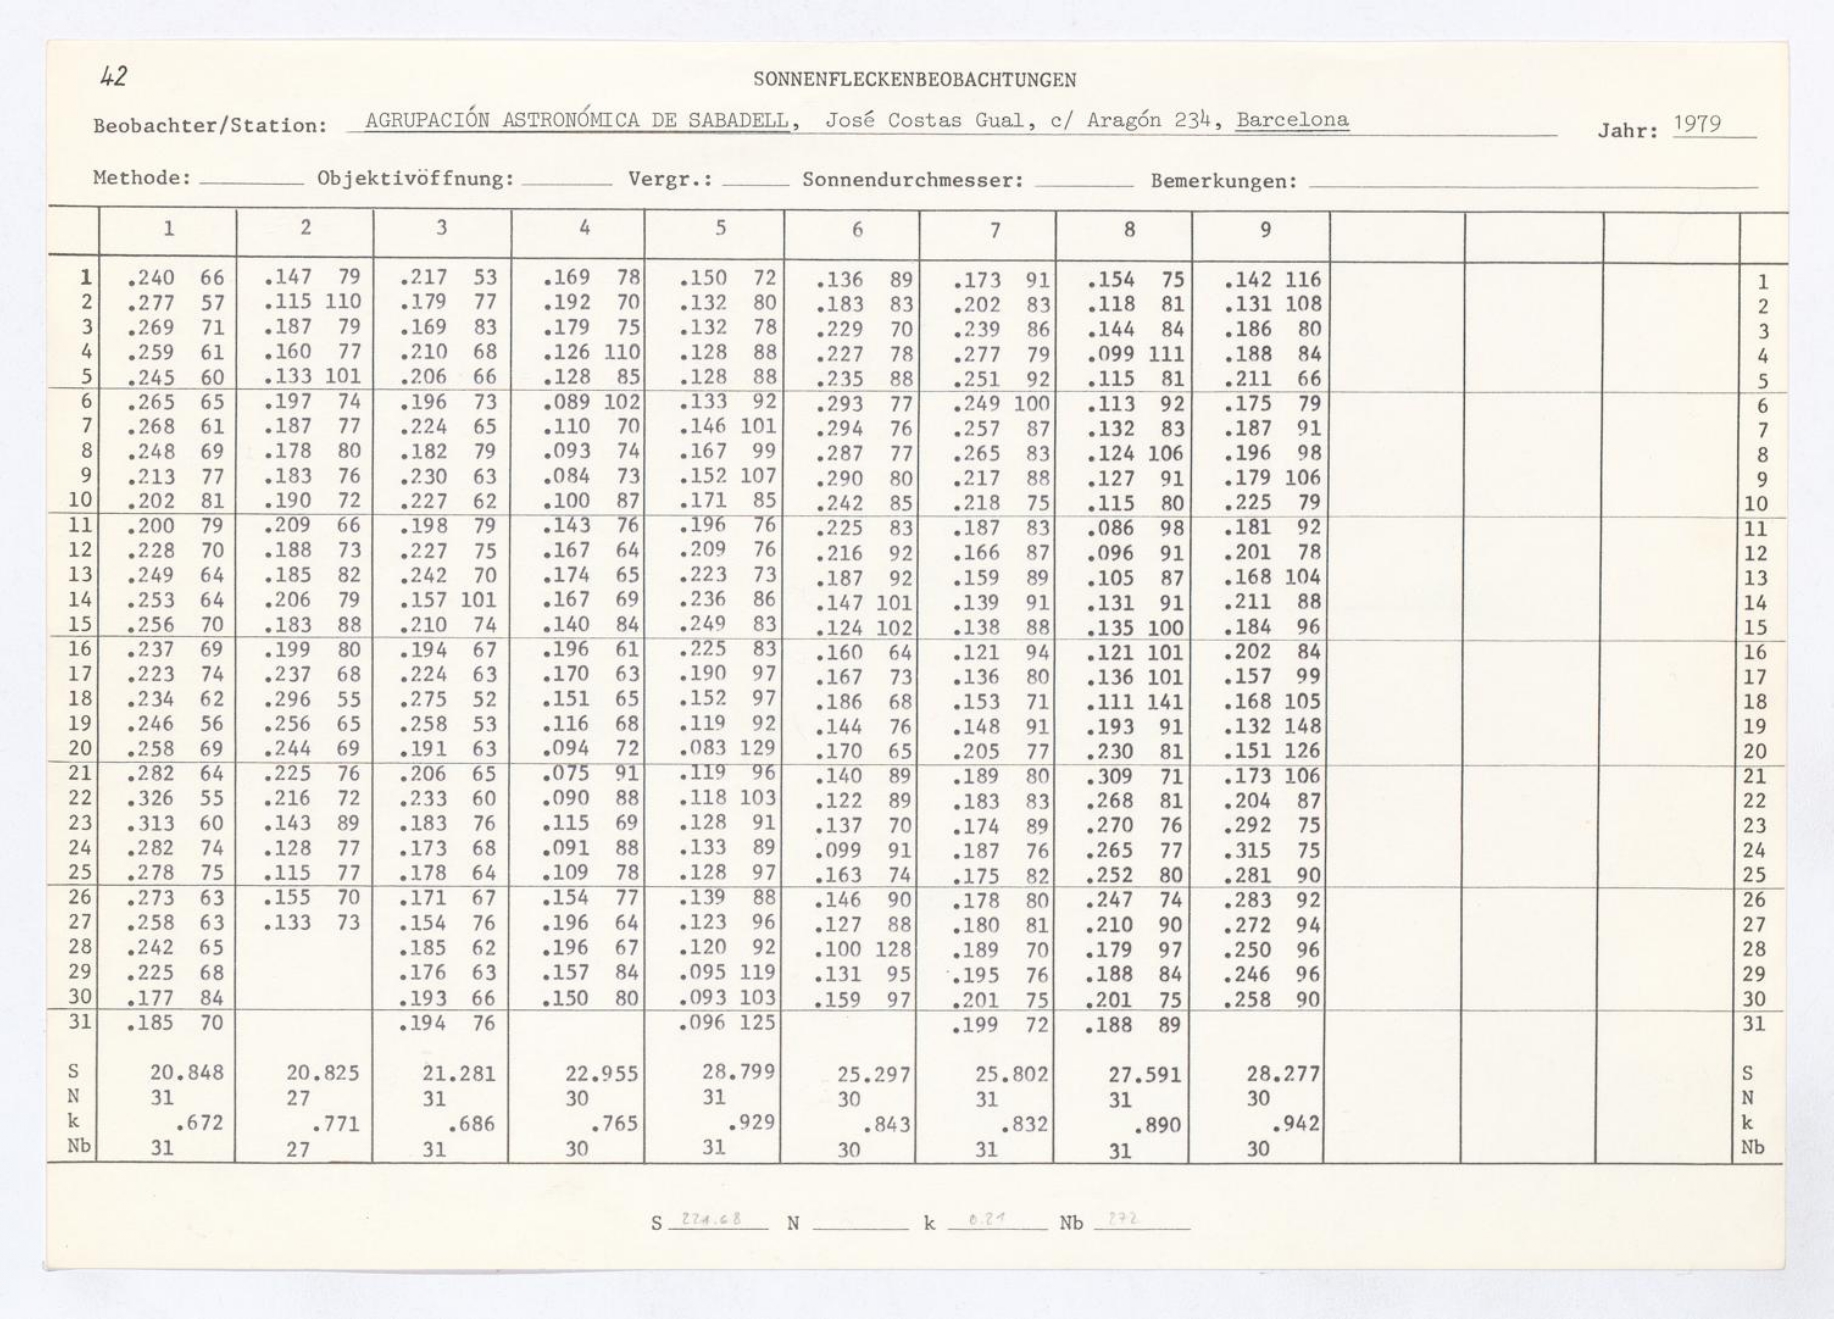 42
SONNENFLECKENBEOBACHTUNGEN
Beobachter/Station: AGRUPACIÓN ASTRONÓMICA DE SABADELL, José Costas Gual, c/ Aragón 234, Barcelona Jahr: 1979
Methode: Objektivöffnung: Vergr.: Sonnendurchmesser: Bemerkungen:
1 2 3 4 5 6 7 8 9
1 .240 66 .147 79 .217 53 .169 78 .150 72 .136 89 .173 91 .154 75 .142 116 1
2 .277 57 .115 110 .179 77 .192 70 .132 80 .183 83 .202 83 .118 81 .131 108 2
3 .269 71 .187 79 .169 83 .179 75 .132 78 .229 70 .239 86 .144 84 .186 80 3
4 .259 61 .160 77 .210 68 .126 110 .128 88 .227 78 .277 79 .099 111 .188 84 4
5 .245 60 .133 101 .206 66 .128 85 .128 88 .235 88 .251 92 .115 81 .211 66 5
6 .265 65 .197 74 .196 73 .089 102 .133 92 .293 77 .249 100 .113 92 .175 79 6
7 .268 61 .187 77 .224 65 .110 70 .146 101 .294 76 .257 87 .132 83 .187 91 7
8 .248 69 .178 80 .182 79 .093 74 .167 99 .287 77 .265 83 .124 106 .196 98 8
9 .213 77 .183 76 .230 63 .084 73 .152 107 .290 80 .217 88 .127 91 .179 106 9
10 .202 81 .190 72 .227 62 .100 87 .171 85 .242 85 .218 75 .115 80 .225 79 10
11 .200 79 .209 66 .198 79 .143 76 .196 76 .225 83 .187 83 .086 98 .181 92 11
12 .228 70 .188 73 .227 75 .167 64 .209 76 .216 92 .166 87 .096 91 .201 78 12
13 .249 64 .185 82 .242 70 .174 65 .223 73 .187 92 .159 89 .105 87 .168 104 13
14 .253 64 .206 79 .157 101 .167 69 .236 86 .147 101 .139 91 .131 91 .211 88 14
15 .256 70 .183 88 .210 74 .140 84 .249 83 .124 102 .138 88 .135 100 .184 96 15
16 .237 69 .199 80 .194 67 .196 61 .225 83 .160 64 .121 94 .121 101 .202 84 16
17 .223 74 .237 68 .224 63 .170 63 .190 97 .167 73 .136 80 .136 101 .157 99 17
18 .234 62 .296 55 .275 52 .151 65 .152 97 .186 68 .153 71 .111 141 .168 105 18
19 .246 56 .256 65 .258 53 .116 68 .119 92 .144 76 .148 91 .193 91 .132 148 19
20 .258 69 .244 69 .191 63 .094 72 .083 129 .170 65 .205 77 .230 81 .151 126 20
21 .282 64 .225 76 .206 65 .075 91 .119 96 .140 89 .189 80 .309 71 .173 106 21
22 .326 55 .216 72 .233 60 .090 88 .118 103 .122 89 .183 83 .268 81 .204 87 22
23 .313 60 .143 89 .183 76 .115 69 .128 91 .137 70 .174 89 .270 76 .292 75 23
24 .282 74 .128 77 .173 68 .091 88 .133 89 .099 91 .187 76 .265 77 .315 75 24
25 .278 75 .115 77 .178 64 .109 78 .128 97 .163 74 .175 82 .252 80 .281 90 25
26 .273 63 .155 70 .171 67 .154 77 .139 88 .146 90 .178 80 .247 74 .283 92 26
27 .258 63 .133 73 .154 76 .196 64 .123 96 .127 88 .180 81 .210 90 .272 94 27
28 .242 65 .185 62 .196 67 .120 92 .100 128 .189 70 .179 97 .250 96 28
29 .225 68 .176 63 .157 84 .095 119 .131 95 .195 76 .188 84 .246 96 29
30 .177 84 .193 66 .150 80 .093 103 .159 97 .201 75 .201 75 .258 90 30
31 .185 70 .194 76 .096 125 .199 72 .188 89 31
S 20.848 20.825 21.281 22.955 28.799 25.297 25.802 27.591 28.277 S
N 31 27 31 30 31 30 31 31 30 N
k .672 .771 .686 .765 .929 .843 .832 .890 .942 k
Nb 31 27 31 30 31 30 31 31 30 Nb
S 221.68 N k Nb 272